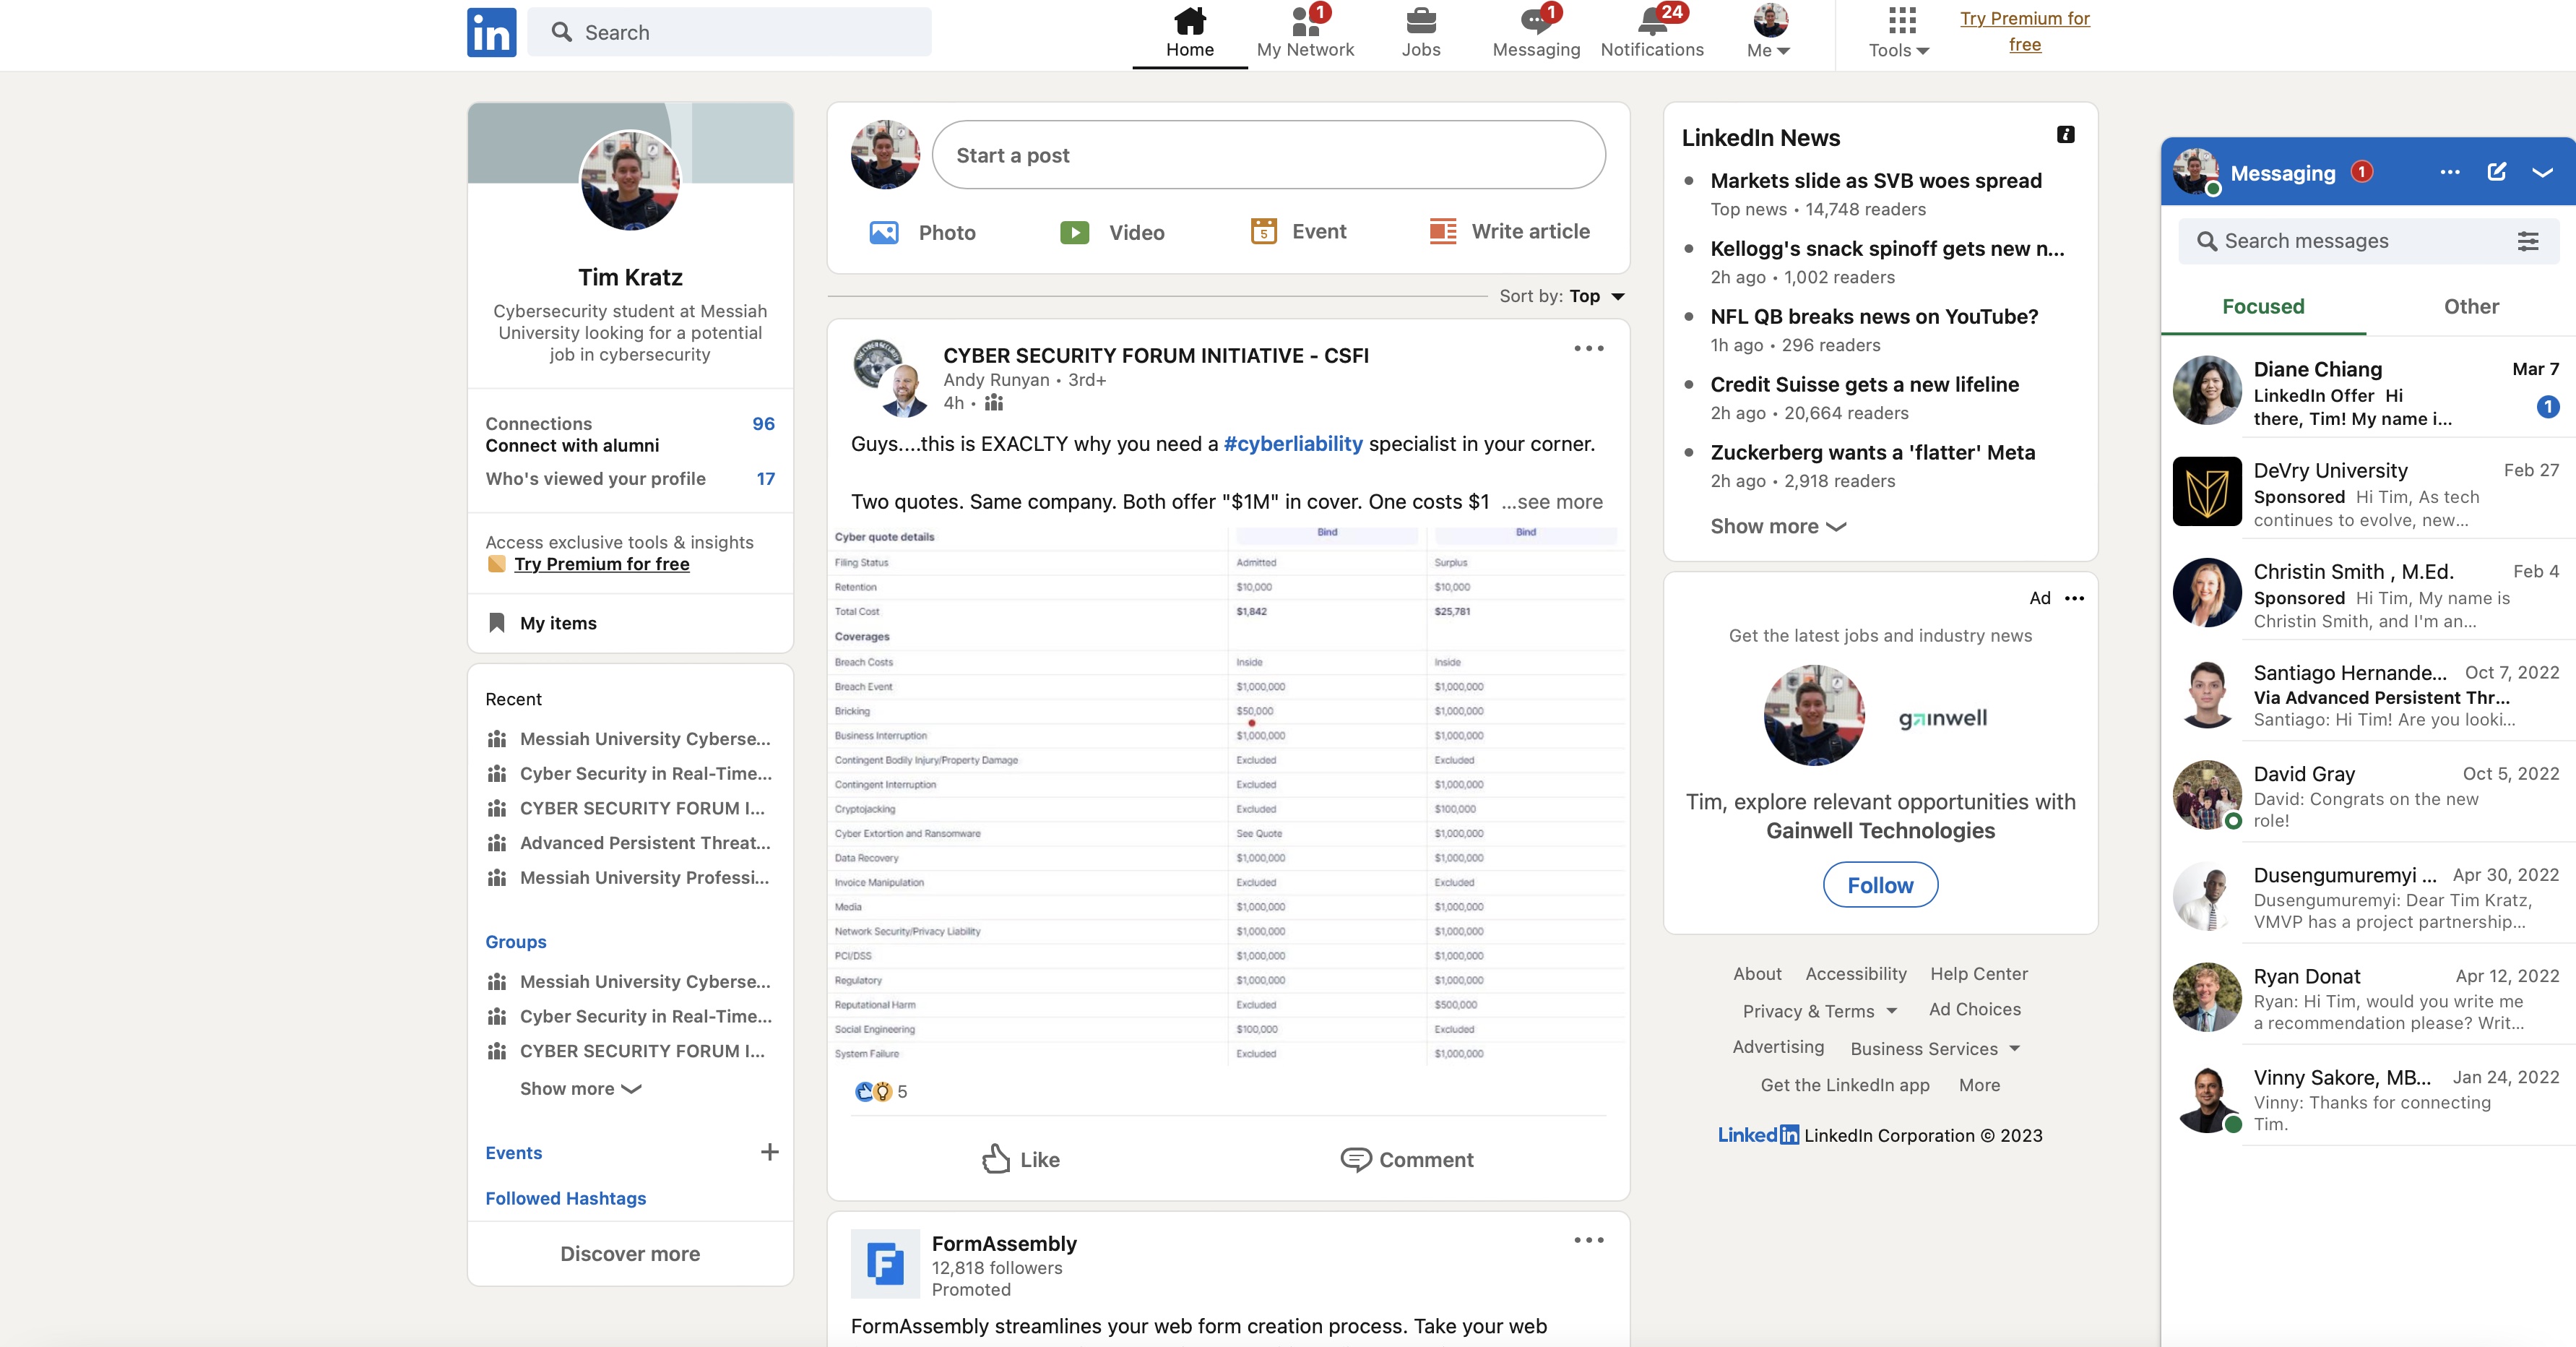 in
Search
Home
1
My Network
Jobs
1
Messaging
24
Notifications
Me
Tools
Try Premium for
free
Tim Kratz
Cybersecurity student at Messiah
University looking for a potential
job in cybersecurity
Connections 96
Connect with alumni
Who's viewed your profile 17
Access exclusive tools & insights
Try Premium for free
My items
Recent
Messiah University Cyberse...
Cyber Security in Real-Time...
CYBER SECURITY FORUM I...
Advanced Persistent Threat...
Messiah University Professi...
Groups
Messiah University Cyberse...
Cyber Security in Real-Time...
CYBER SECURITY FORUM I...
Show more
Events +
Followed Hashtags
Discover more
Start a post
Photo
Video
5 Event
Write article
Sort by: Top
CYBER SECURITY FORUM INITIATIVE - CSFI
Andy Runyan • 3rd+
4h •
Guys....this is EXACLTY why you need a #cyberliability specialist in your corner.
Two quotes. Same company. Both offer "$1M" in cover. One costs $1 ...see more
Cyber quote details Bind Bind
Filing Status Admitted Surplus
Retention $10,000 $10,000
Total Cost $1,842 $25,781
Coverages
Breach Costs Inside Inside
Breach Event $1,000,000 $1,000,000
Bricking $50,000 $1,000,000
Business Interruption $1,000,000 $1,000,000
Contingent Bodily Injury/Property Damage Excluded Excluded
Contingent Interruption Excluded $1,000,000
Cryptojacking Excluded $100,000
Cyber Extortion and Ransomware See Quote $1,000,000
Data Recovery $1,000,000 $1,000,000
Invoice Manipulation Excluded Excluded
Media $1,000,000 $1,000,000
Network Security/Privacy Liability $1,000,000 $1,000,000
PCI/DSS $1,000,000 $1,000,000
Regulatory $1,000,000 $1,000,000
Reputational Harm Excluded $500,000
Social Engineering $100,000 Excluded
System Failure Excluded $1,000,000
5
Like
Comment
F
FormAssembly
12,818 followers
Promoted
FormAssembly streamlines your web form creation process. Take your web
LinkedIn News
Markets slide as SVB woes spread
Top news • 14,748 readers
Kellogg's snack spinoff gets new n...
2h ago • 1,002 readers
NFL QB breaks news on YouTube?
1h ago • 296 readers
Credit Suisse gets a new lifeline
2h ago • 20,664 readers
Zuckerberg wants a 'flatter' Meta
2h ago • 2,918 readers
Show more
Ad ...
Get the latest jobs and industry news
gainwell
Tim, explore relevant opportunities with
Gainwell Technologies
Follow
About Accessibility Help Center
Privacy & Terms Ad Choices
Advertising Business Services
Get the LinkedIn app More
Linkedin LinkedIn Corporation © 2023
Messaging 1
Search messages
Focused Other
Diane Chiang Mar 7
LinkedIn Offer Hi
there, Tim! My name i... 1
DeVry University Feb 27
Sponsored Hi Tim, As tech
continues to evolve, new...
Christin Smith , M.Ed. Feb 4
Sponsored Hi Tim, My name is
Christin Smith, and I'm an...
Santiago Hernande... Oct 7, 2022
Via Advanced Persistent Thr...
Santiago: Hi Tim! Are you looki...
David Gray Oct 5, 2022
David: Congrats on the new
role!
Dusengumuremyi ... Apr 30, 2022
Dusengumuremyi: Dear Tim Kratz,
VMVP has a project partnership...
Ryan Donat Apr 12, 2022
Ryan: Hi Tim, would you write me
a recommendation please? Writ...
Vinny Sakore, MB... Jan 24, 2022
Vinny: Thanks for connecting
Tim.